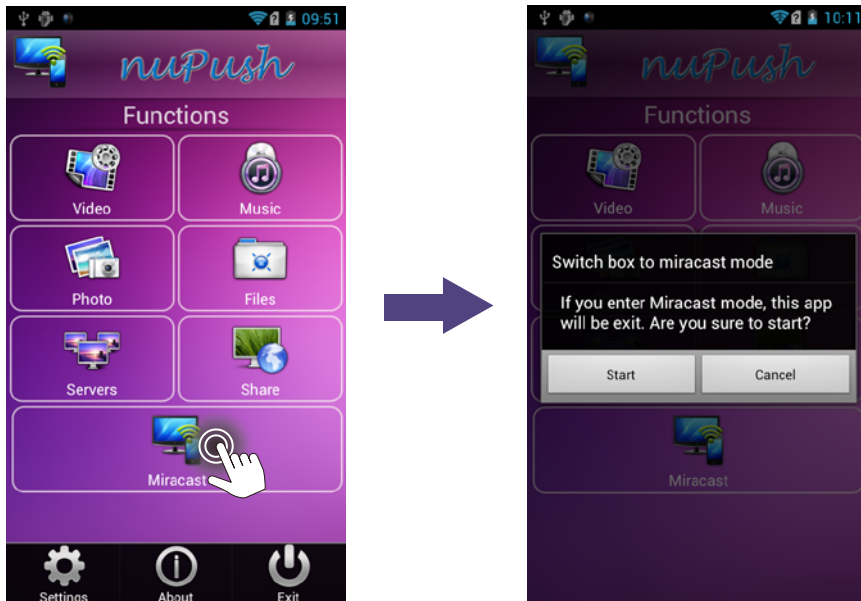 09:51
nuPush
Functions
Video Music
Photo Files
Servers Share
Miracast
Settings About Exit
10:11
nuPush
Functions
Video Music
Switch box to miracast mode
If you enter Miracast mode, this app
will be exit. Are you sure to start?
Start Cancel
Miracast